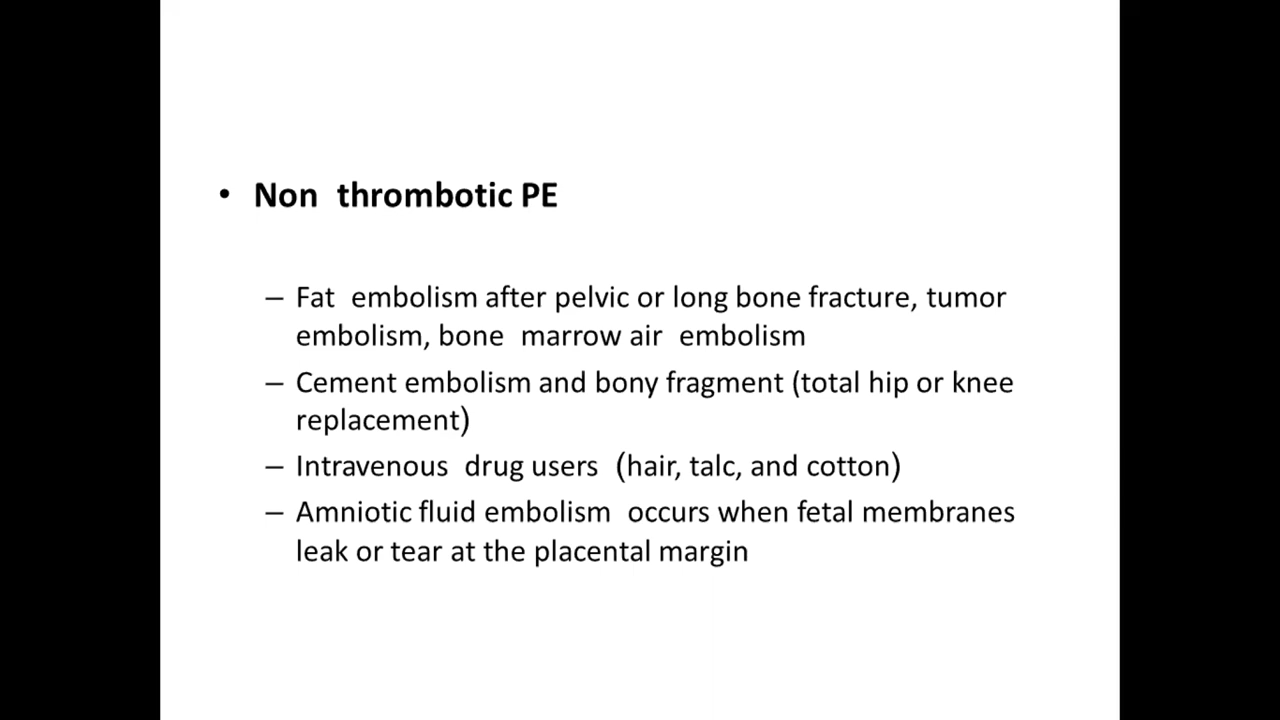 • Non thrombotic PE
– Fat embolism after pelvic or long bone fracture, tumor
embolism, bone marrow air embolism
– Cement embolism and bony fragment (total hip or knee
replacement)
– Intravenous drug users (hair, talc, and cotton)
– Amniotic fluid embolism occurs when fetal membranes
leak or tear at the placental margin